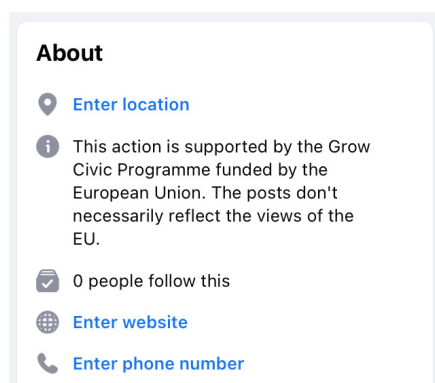 About
Enter location
This action is supported by the Grow
Civic Programme funded by the
European Union. The posts don't
necessarily reflect the views of the
EU.
0 people follow this
Enter website
Enter phone number